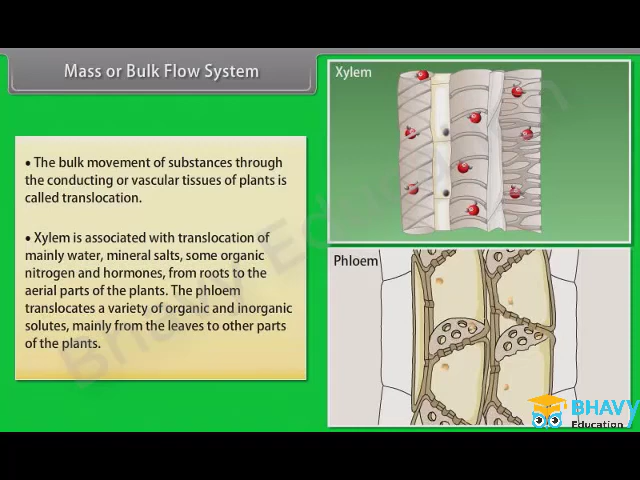 Mass or Bulk Flow System
• The bulk movement of substances through
the conducting or vascular tissues of plants is
called translocation.
• Xylem is associated with translocation of
mainly water, mineral salts, some organic
nitrogen and hormones, from roots to the
aerial parts of the plants. The phloem
translocates a variety of organic and inorganic
solutes, mainly from the leaves to other parts
of the plants.
Xylem
Phloem
BHAVY
Education